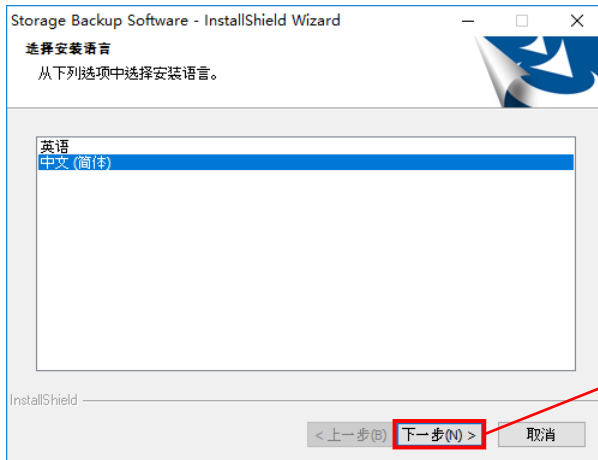 Storage Backup Software - InstallShield Wizard
选择安装语言
从下列选项中选择安装语言。
英语
中文 (简体)
InstallShield
< 上一步(B)
下一步(N) >
取消